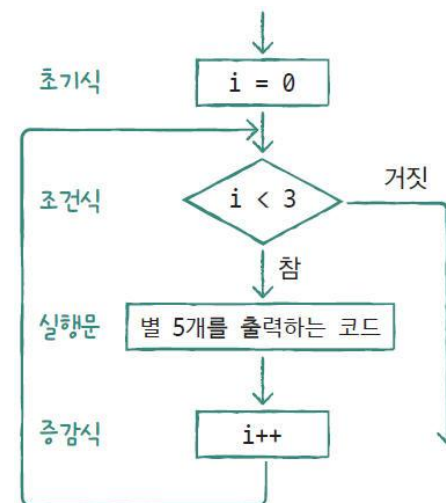 초기식
i = 0
조건식
i < 3
거짓
참
실행문
별 5개를 출력하는 코드
증감식
i++